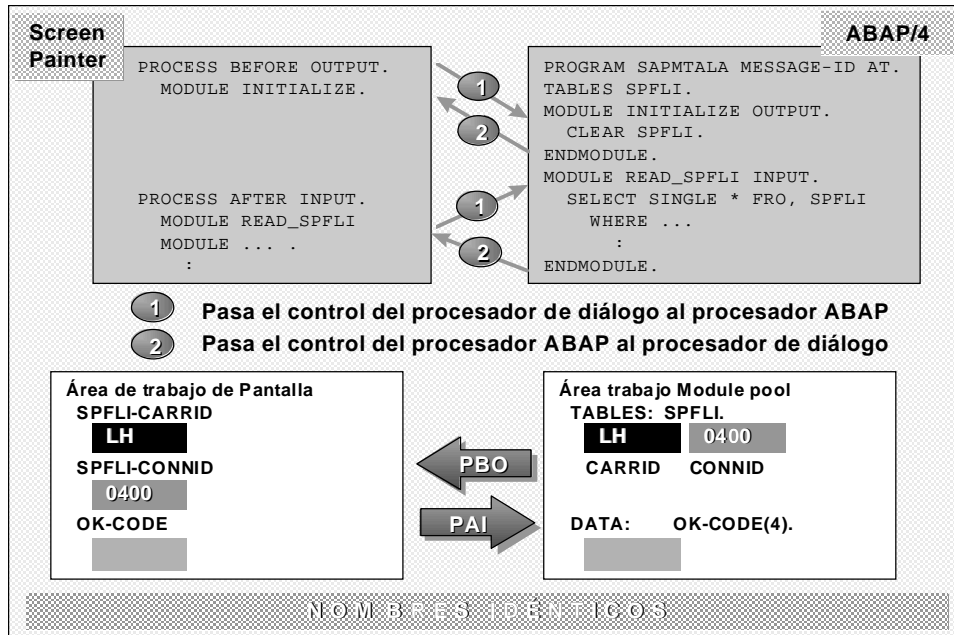 Screen
Painter
PROCESS BEFORE OUTPUT.
MODULE INITIALIZE.
PROCESS AFTER INPUT.
MODULE READ_SPFLI
MODULE ... .
:
1
2
1
2
ABAP/4
PROGRAM SAPMTALA MESSAGE-ID AT.
TABLES SPFLI.
MODULE INITIALIZE OUTPUT.
CLEAR SPFLI.
ENDMODULE.
MODULE READ_SPFLI INPUT.
SELECT SINGLE * FRO, SPFLI
WHERE ...
:
ENDMODULE.
1 Pasa el control del procesador de diálogo al procesador ABAP
2 Pasa el control del procesador ABAP al procesador de diálogo
Área de trabajo de Pantalla
SPFLI-CARRID
LH
SPFLI-CONNID
0400
OK-CODE
PBO
PAI
Área trabajo Module pool
TABLES: SPFLI.
LH 0400
CARRID CONNID
DATA: OK-CODE(4).
NOMBRES IDÉNTICOS